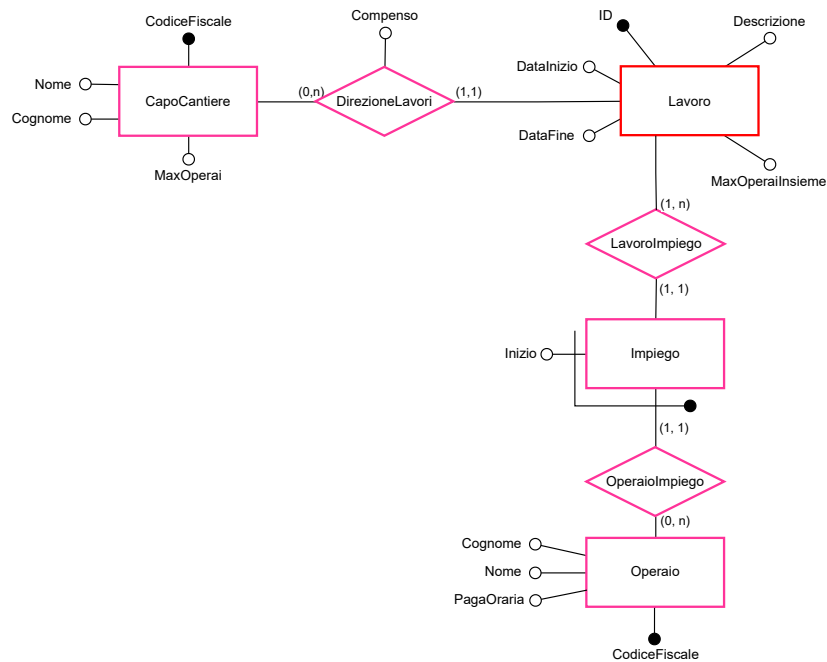 CodiceFiscale
Compenso
ID
Descrizione
Nome
CapoCantiere
Cognome
MaxOperai
(0,n)
DirezioneLavori
(1,1)
DataInizio
Lavoro
DataFine
MaxOperaiInsieme
(1, n)
LavoroImpiego
(1, 1)
Inizio
Impiego
(1, 1)
OperaioImpiego
(0, n)
Cognome
Nome
Operaio
PagaOraria
CodiceFiscale